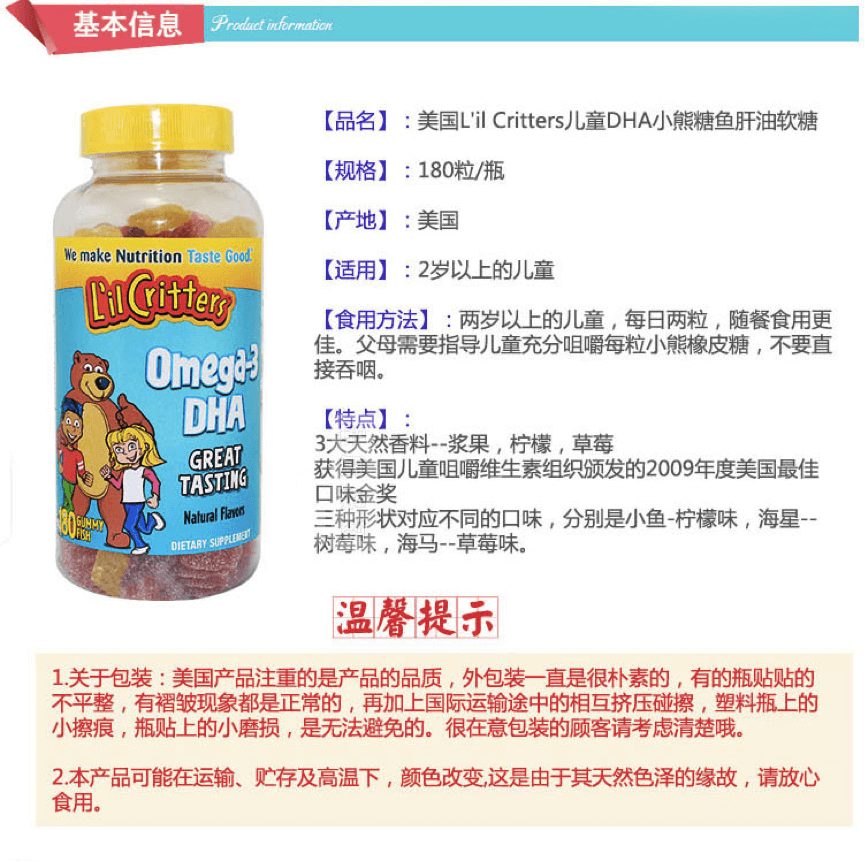 基本信息
Product information
【品名】：美国L'il Critters儿童DHA小熊糖鱼肝油软糖
【规格】：180粒/瓶
【产地】：美国
【适用】：2岁以上的儿童
【食用方法】：两岁以上的儿童，每日两粒，随餐食用更
佳。父母需要指导儿童充分咀嚼每粒小熊橡皮糖，不要直
接吞咽。
【特点】：
3大天然香料--浆果，柠檬，草莓
获得美国儿童咀嚼维生素组织颁发的2009年度美国最佳
口味金奖
三种形状对应不同的口味，分别是小鱼-柠檬味，海星--
树莓味，海马--草莓味。
We make Nutrition Taste Good.
L'il Critters
Omega-3
DHA
GREAT
TASTING
Natural Flavors
180 GUMMY
FISH
DIETARY SUPPLEMENT
温馨提示
1.关于包装：美国产品注重的是产品的品质，外包装一直是很朴素的，有的瓶贴贴的
不平整，有褶皱现象都是正常的，再加上国际运输途中的相互挤压碰擦，塑料瓶上的
小擦痕，瓶贴上的小磨损，是无法避免的。很在意包装的顾客请考虑清楚哦。
2.本产品可能在运输、贮存及高温下，颜色改变,这是由于其天然色泽的缘故，请放心
食用。